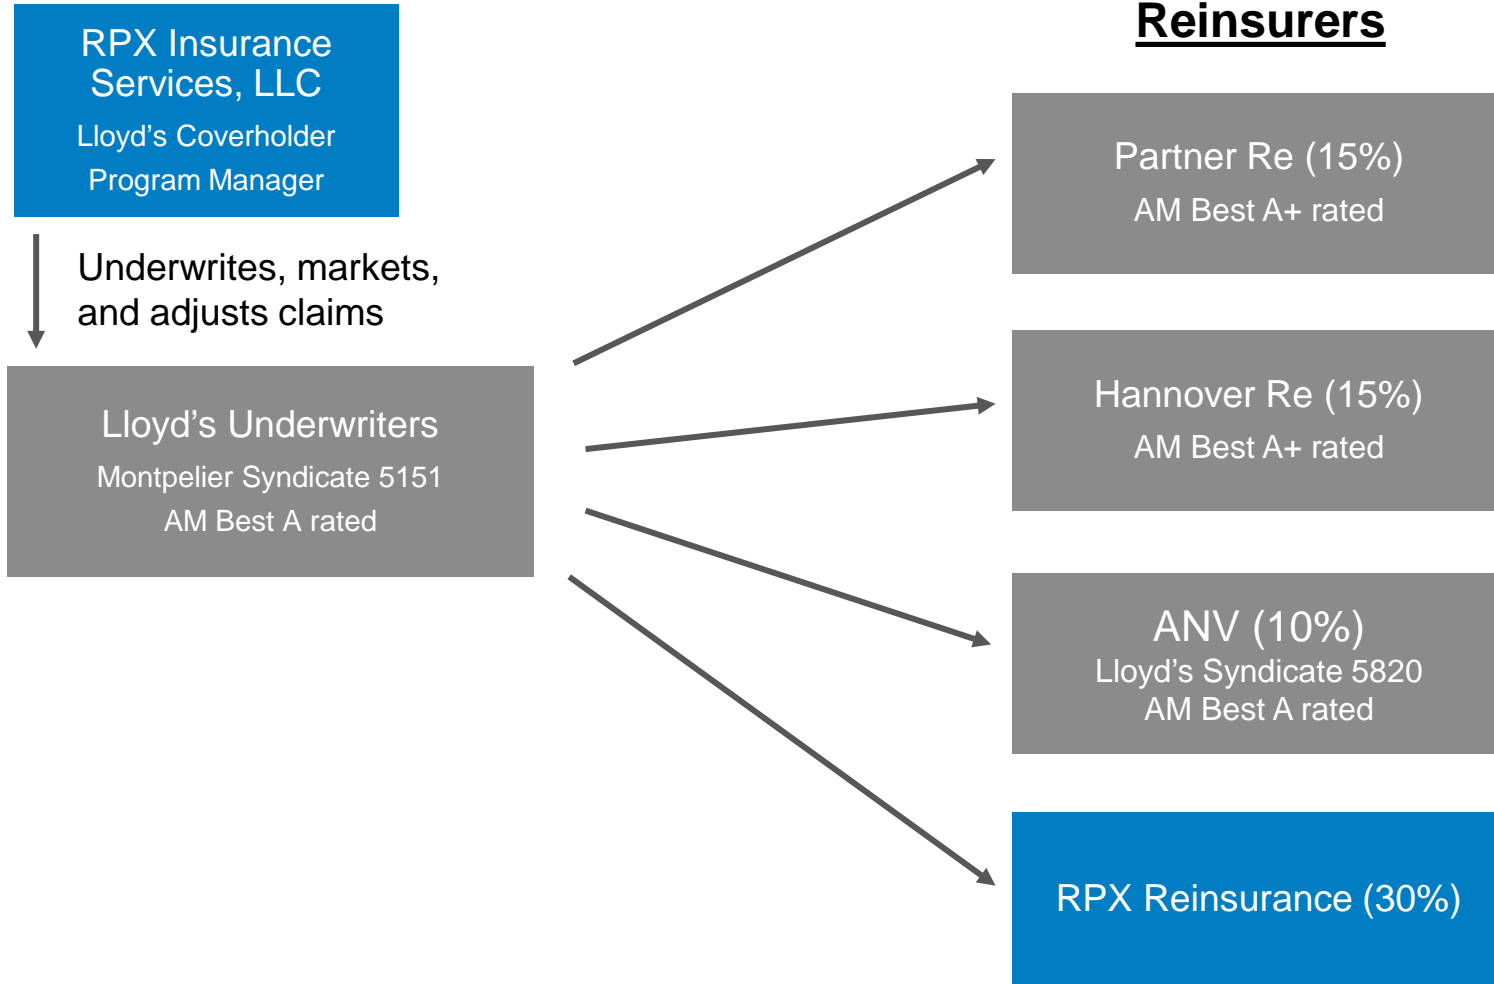 RPX Insurance
Services, LLC
Lloyd's Coverholder
Program Manager
Underwrites, markets,
and adjusts claims
Lloyd's Underwriters
Montpelier Syndicate 5151
AM Best A rated
Reinsurers
Partner Re (15%)
AM Best A+ rated
Hannover Re (15%)
AM Best A+ rated
ANV (10%)
Lloyd's Syndicate 5820
AM Best A rated
RPX Reinsurance (30%)